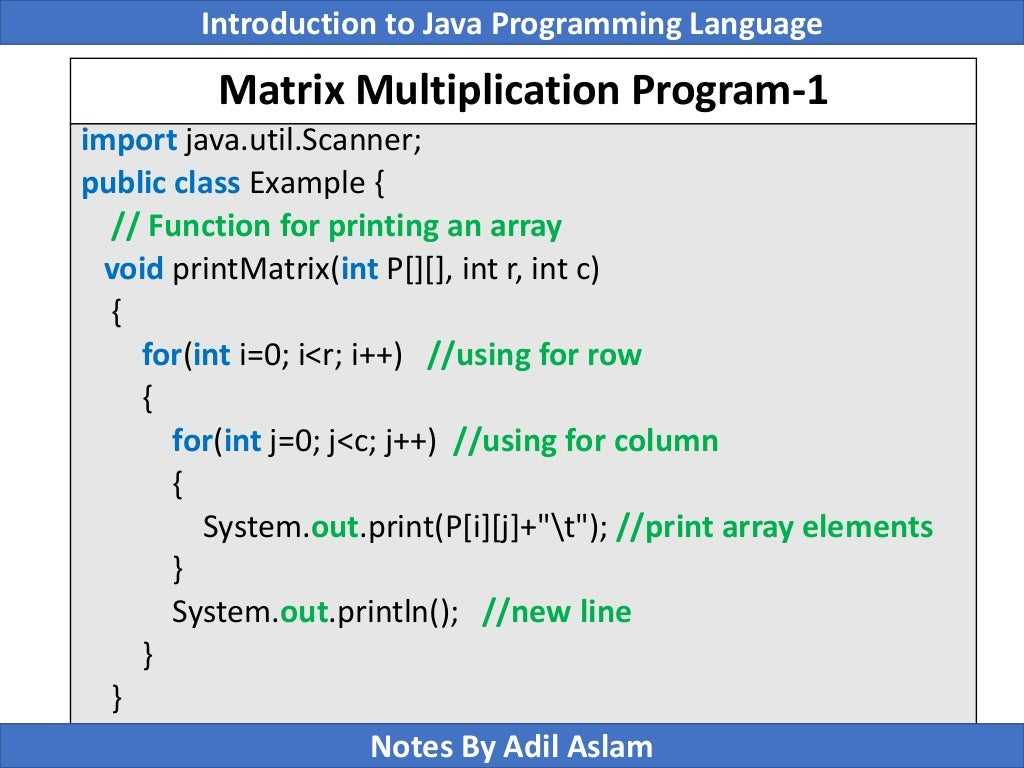 Introduction to Java Programming Language
Matrix Multiplication Program-1
import java.util.Scanner;
public class Example {
// Function for printing an array
void printMatrix(int P[][], int r, int c)
{
for(int i=0; i<r; i++) //using for row
{
for(int j=0; j<c; j++) //using for column
{
System.out.print(P[i][j]+"\t"); //print array elements
}
System.out.println(); //new line
}
}
Notes By Adil Aslam